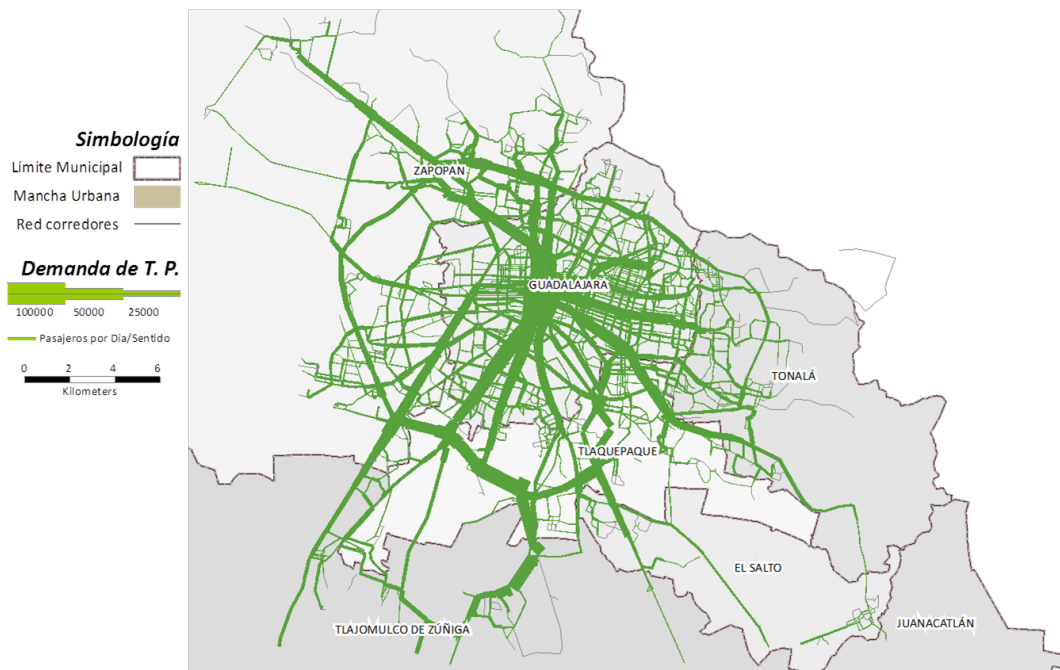 Simbología
Límite Municipal
Mancha Urbana
Red corredores
Demanda de T. P.
100000 50000 25000
Pasajeros por Día/Sentido
0 2 4 6
Kilometers
ZAPOPAN
GUADALAJARA
TONALÁ
TLAQUEPAQUE
EL SALTO
JUANACATLÁN
TLAJOMULCO DE ZÚÑIGA